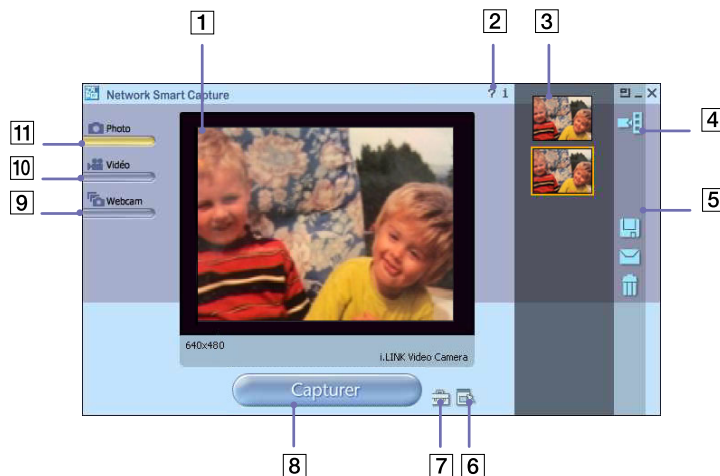 1
2
3
Network Smart Capture
? i
11
Photo
4
10
Vidéo
9
Webcam
5
640x480
i.LINK Video Camera
Capturer
8
7
6